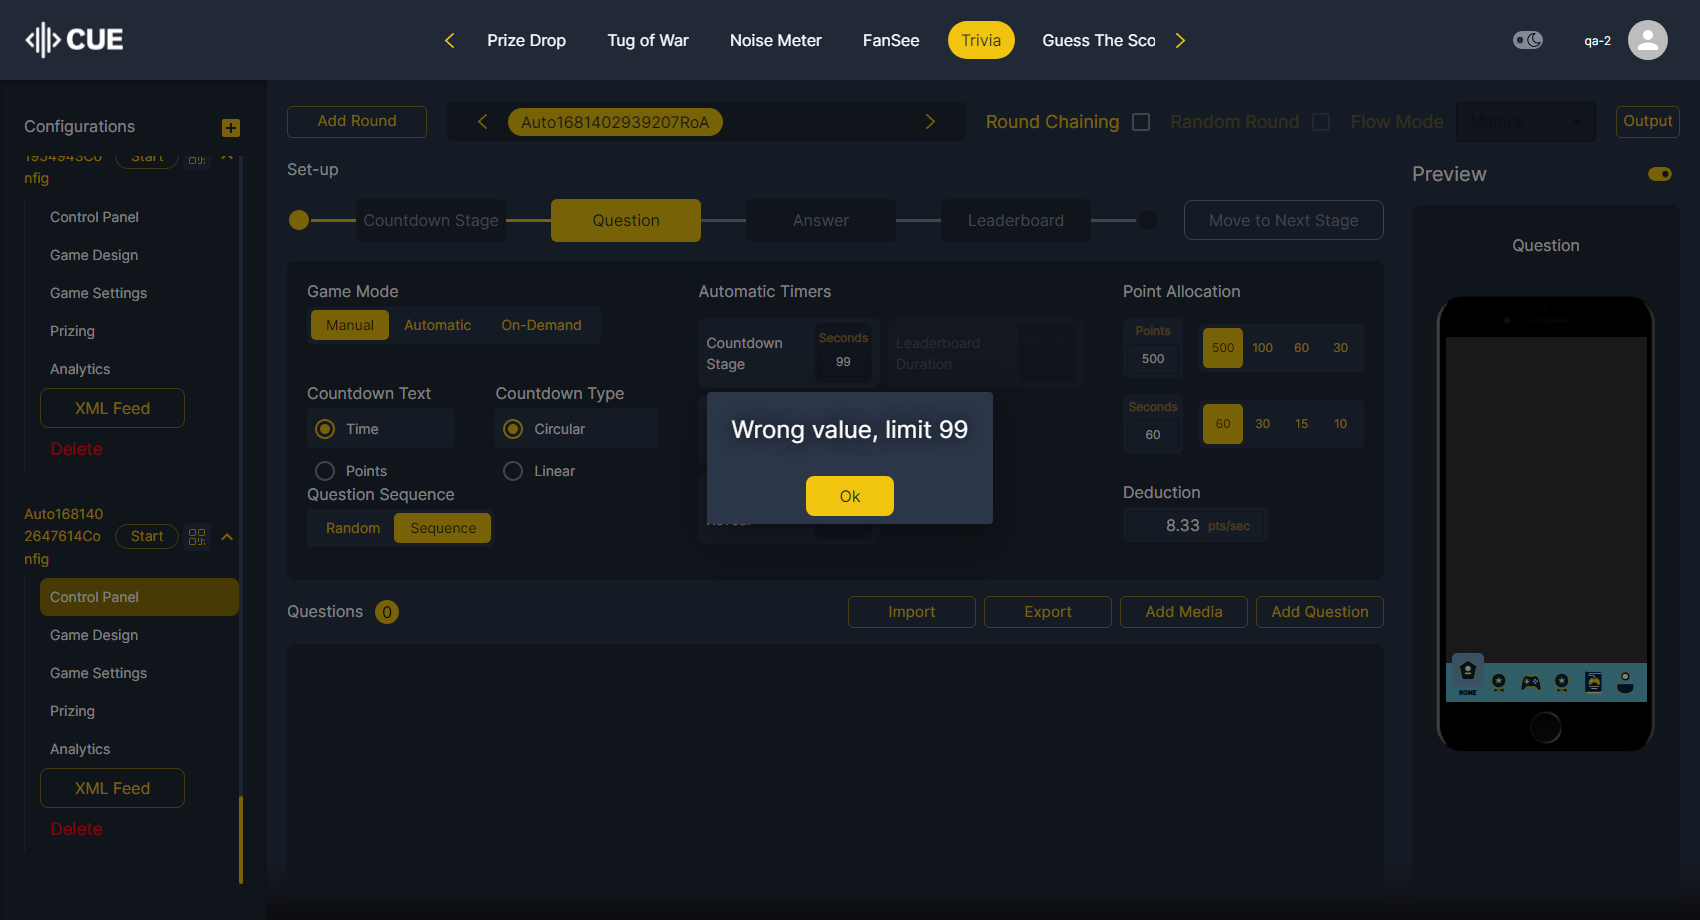 CUE
Prize Drop
Tug of War
Noise Meter
FanSee
Trivia
Guess The Sco
qa-2
Configurations
Start
nfig
Control Panel
Game Design
Game Settings
Prizing
Analytics
XML Feed
Delete
Auto168140
2647614Co
nfig
Start
Control Panel
Game Design
Game Settings
Prizing
Analytics
XML Feed
Delete
Add Round
Auto1681402939207RoA
Round Chaining
Random Round
Flow Mode
Manual
Output
Set-up
Countdown Stage
Question
Answer
Leaderboard
Move to Next Stage
Game Mode
Manual
Automatic
On-Demand
Countdown Text
Time
Points
Countdown Type
Circular
Linear
Question Sequence
Random
Sequence
Automatic Timers
Countdown
Stage
Seconds
99
Leaderboard
Duration
Point Allocation
Points
500
500
100
60
30
Seconds
60
60
30
15
10
Deduction
8.33 pts/sec
Wrong value, limit 99
Ok
Questions
0
Import
Export
Add Media
Add Question
Preview
Question
HOME